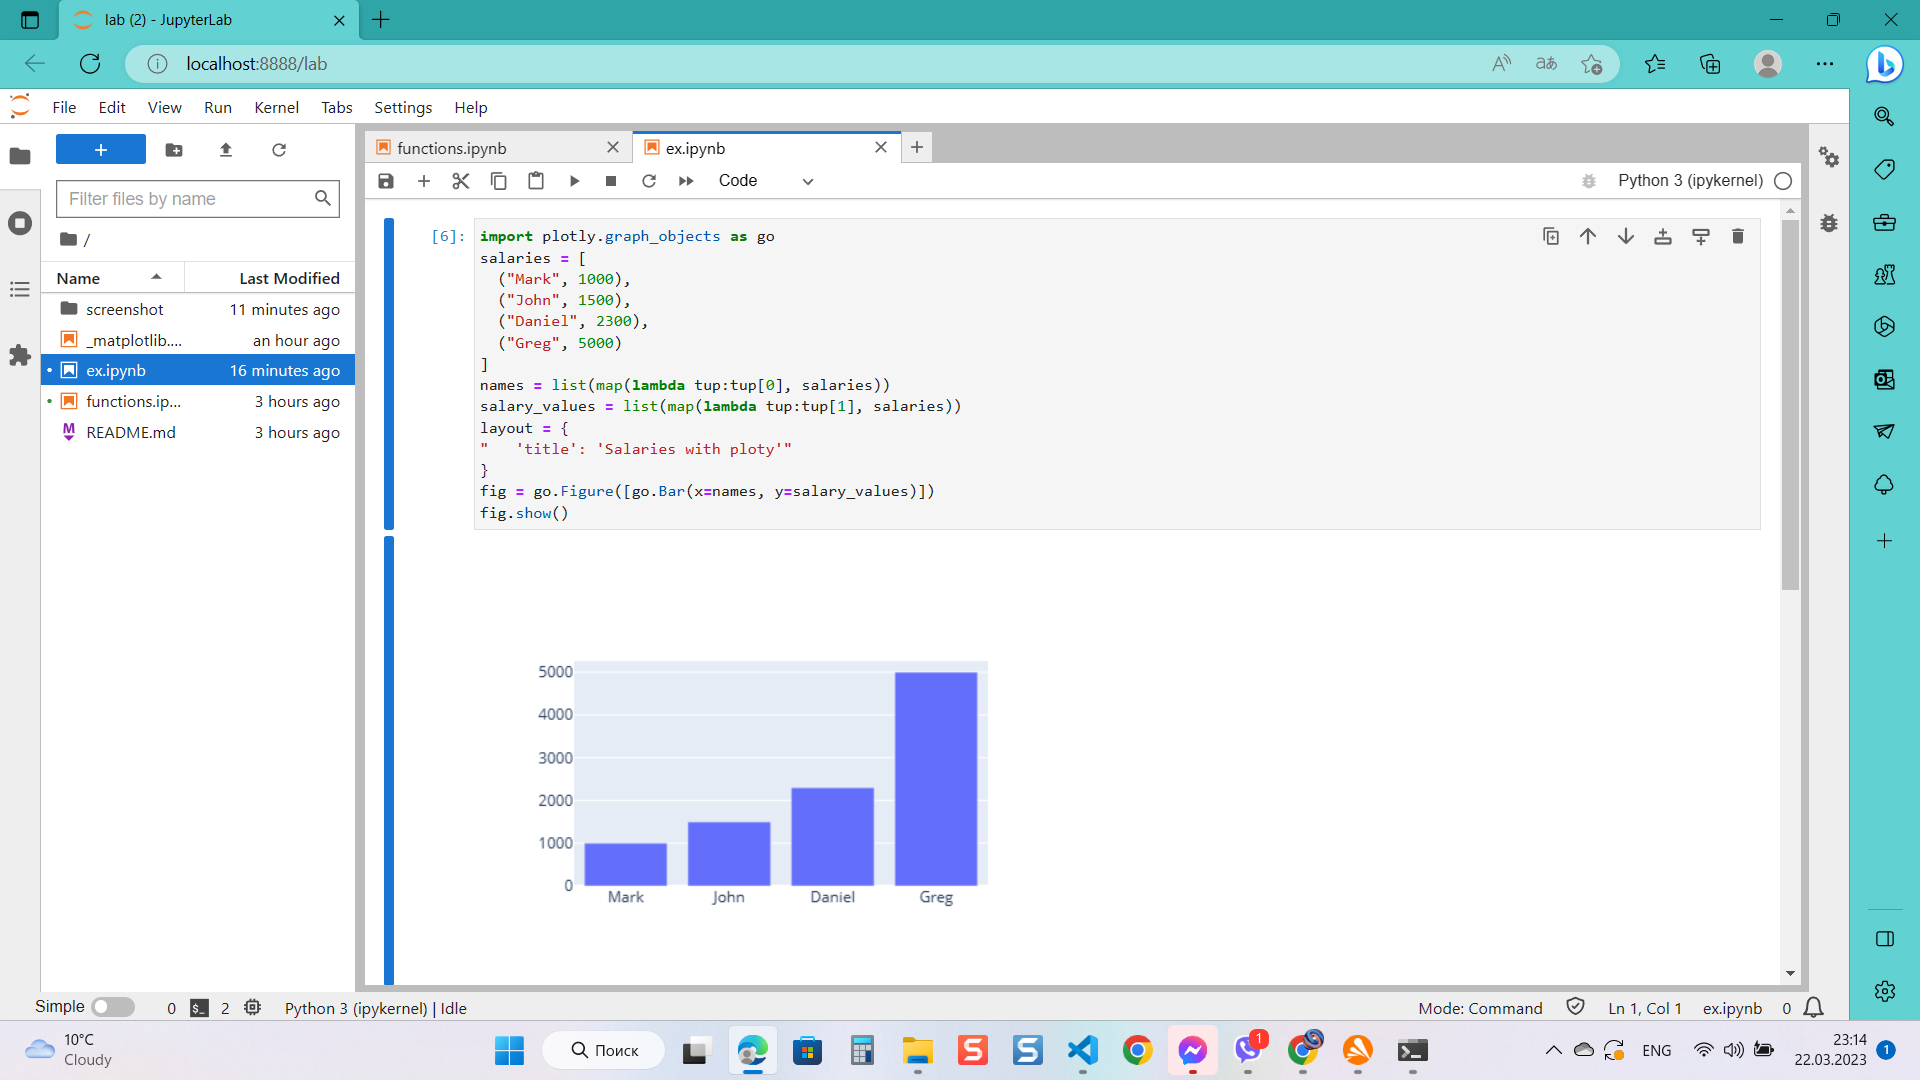 lab (2) - JupyterLab
localhost:8888/lab
File Edit View Run Kernel Tabs Settings Help
functions.ipynb
ex.ipynb
Code
Python 3 (ipykernel)
Filter files by name
/
Name Last Modified
screenshot 11 minutes ago
_matplotlib.... an hour ago
ex.ipynb 16 minutes ago
functions.ip... 3 hours ago
README.md 3 hours ago
[6]:
import plotly.graph_objects as go
salaries = [
  ("Mark", 1000),
  ("John", 1500),
  ("Daniel", 2300),
  ("Greg", 5000)
]
names = list(map(lambda tup:tup[0], salaries))
salary_values = list(map(lambda tup:tup[1], salaries))
layout = {
"   'title': 'Salaries with ploty'"
}
fig = go.Figure([go.Bar(x=names, y=salary_values)])
fig.show()
5000
4000
3000
2000
1000
0
Mark John Daniel Greg
Simple 0 2 Python 3 (ipykernel) | Idle Mode: Command Ln 1, Col 1 ex.ipynb 0
10°C
Cloudy
Поиск
1
ENG
23:14
22.03.2023
1